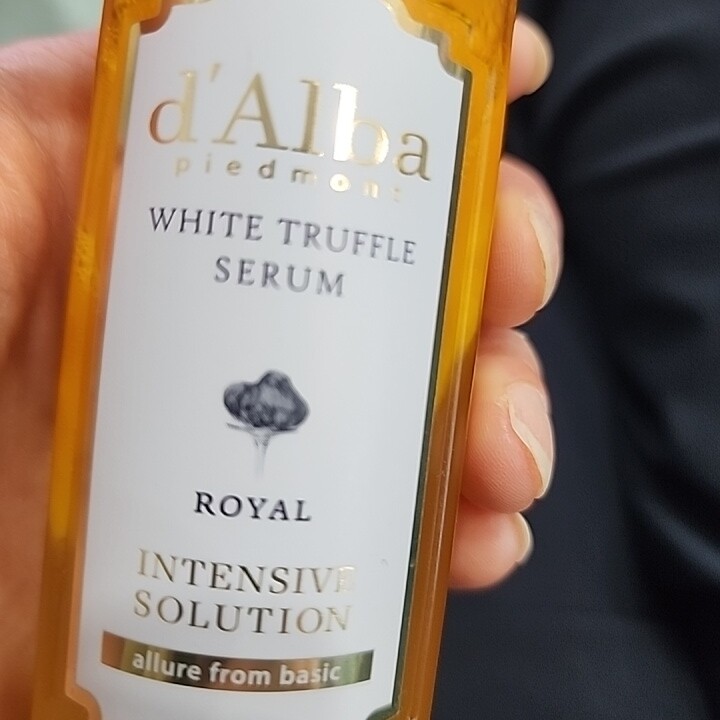 d'Alba
piedmont
WHITE TRUFFLE
SERUM
ROYAL
INTENSIVE
SOLUTION
allure from basic